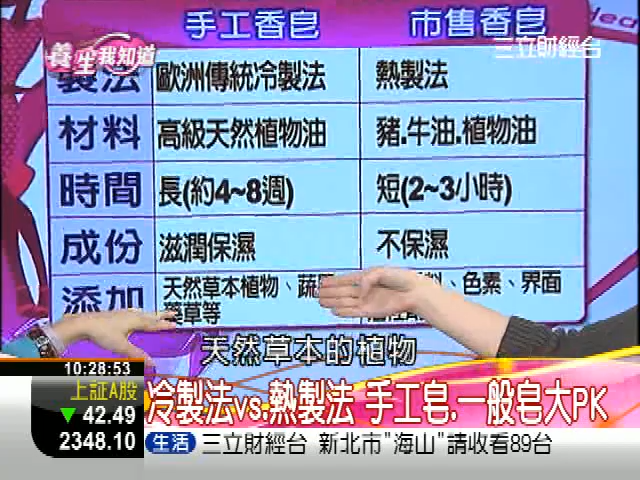 手工香皂 市售香皂
三立財經台
養生我知道
製法 歐洲傳統冷製法 熱製法
材料 高級天然植物油 豬.牛油.植物油
時間 長(約4~8週) 短(2~3小時)
成份 滋潤保濕 不保濕
添加 天然草本植物、蔬 、色素、界面
藥草等
天然草本的植物
10:28:53
上証A股 冷製法vs.熱製法 手工皂.一般皂大PK
▼42.49
2348.10 生活 三立財經台 新北市"海山"請收看89台